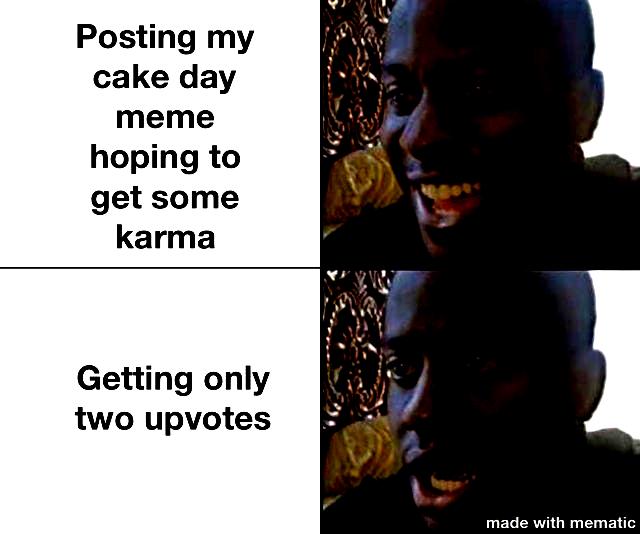 Posting my
cake day
meme
hoping to
get some
karma
Getting only
two upvotes
made with mematic